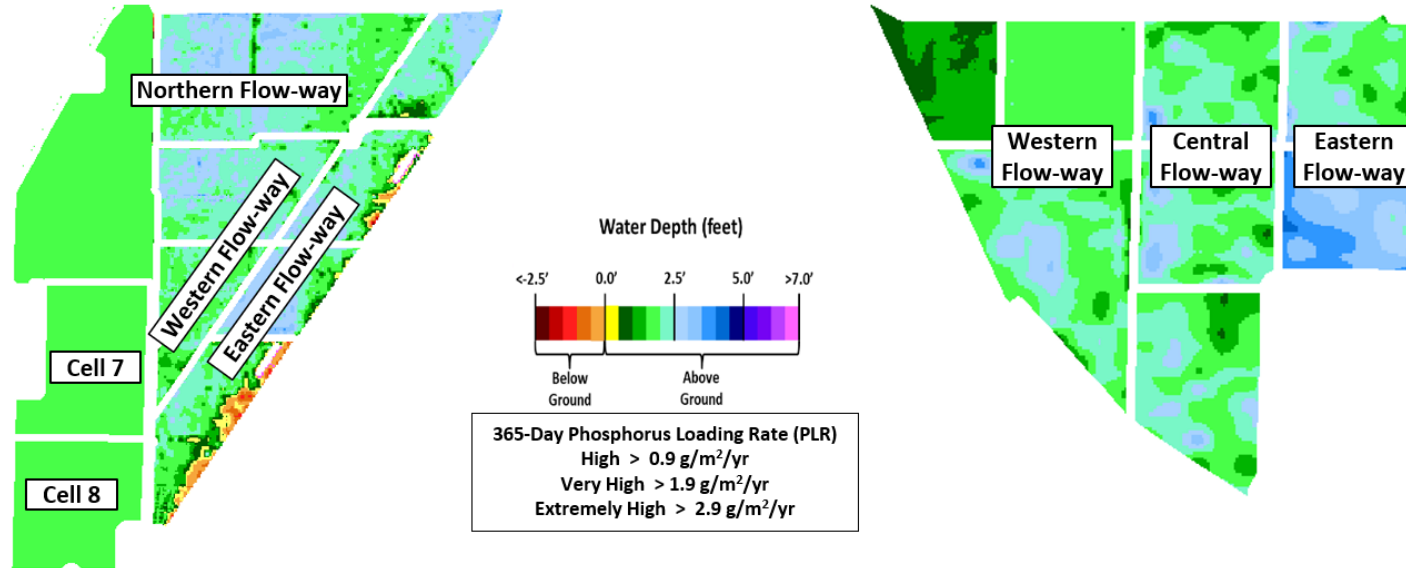 Northern Flow-way
Western Flow-way
Eastern Flow-way
Cell 7
Cell 8
Water Depth (feet)
<-2.5' 0.0' 2.5' 5.0' >7.0'
Below
Ground
Above
Ground
365-Day Phosphorus Loading Rate (PLR)
High > 0.9 g/m²/yr
Very High > 1.9 g/m²/yr
Extremely High > 2.9 g/m²/yr
Western
Flow-way
Central
Flow-way
Eastern
Flow-way